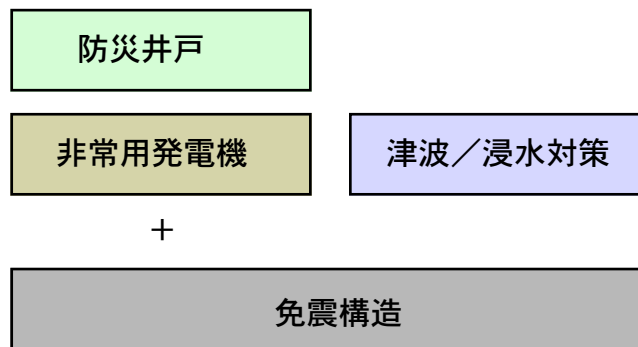 防災井戸
非常用発電機
津波／浸水対策
＋
免震構造